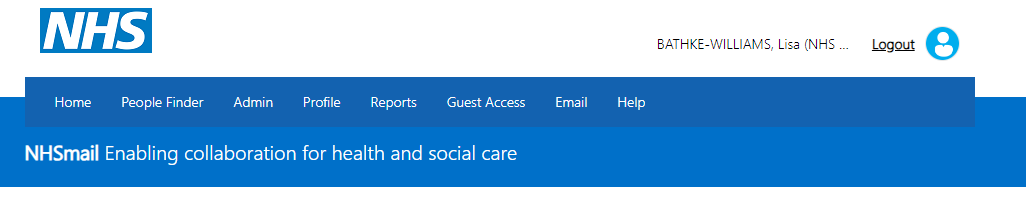 NHS
BATHKE-WILLIAMS, Lisa (NHS ... Logout
Home People Finder Admin Profile Reports Guest Access Email Help
NHSmail Enabling collaboration for health and social care